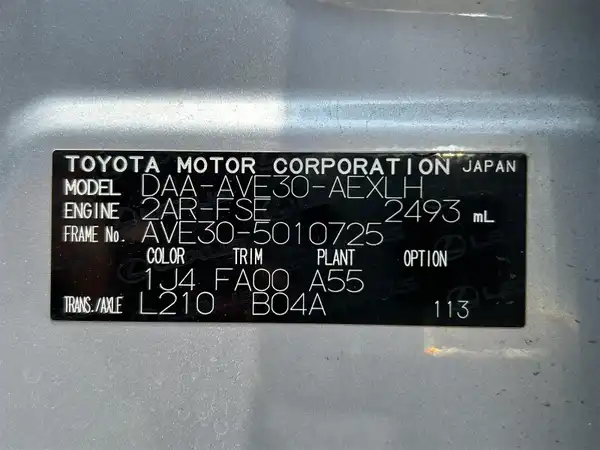 TOYOTA MOTOR CORPORATION JAPAN
MODEL DAA-AVE30-AEXLH
ENGINE 2AR-FSE 2493 mL
FRAME No. AVE30-5010725
COLOR TRIM PLANT OPTION
1J4 FA00 A55
TRANS./AXLE L210 B04A 113